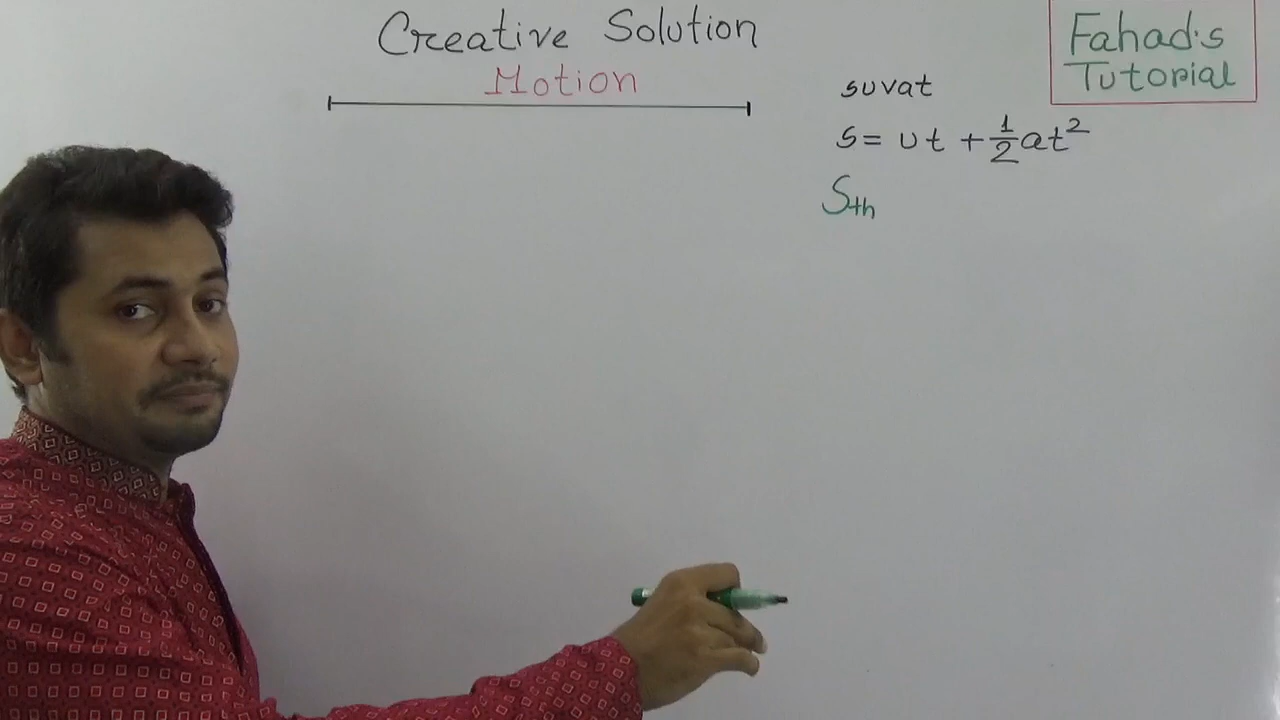 Creative Solution
Motion
Fahad's
Tutorial
suvat
s = ut + 1/2 at²
Sth